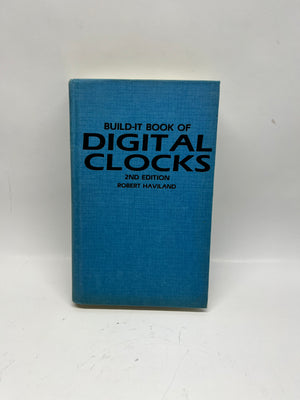 BUILD-IT BOOK OF
DIGITAL
CLOCKS
2ND EDITION
ROBERT HAVILAND